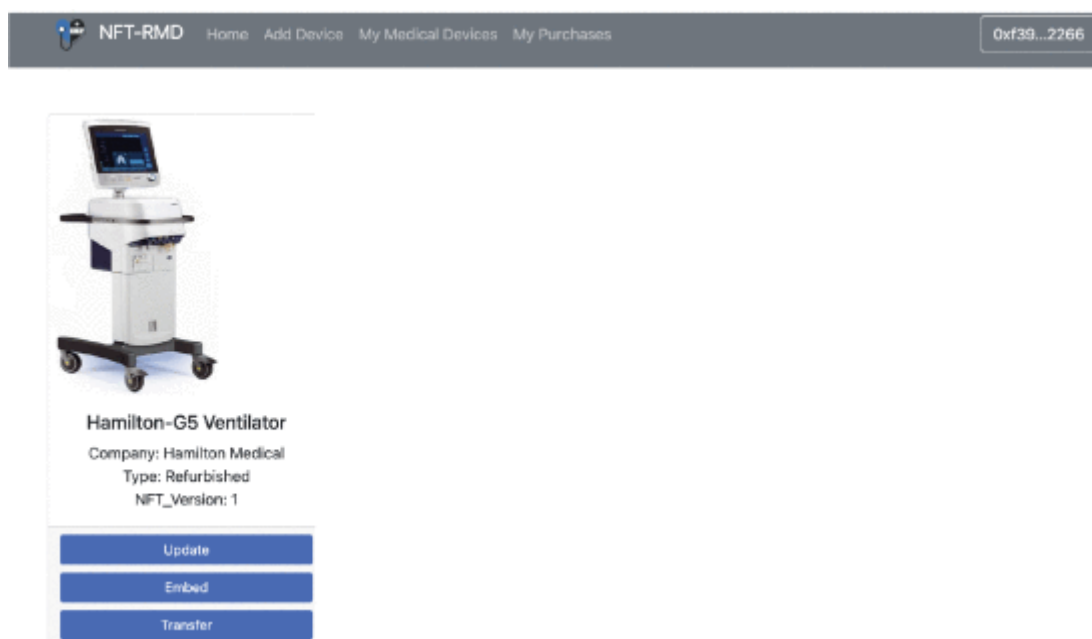 NFT-RMD Home Add Device My Medical Devices My Purchases 0xf39...2266
Hamilton-G5 Ventilator
Company: Hamilton Medical
Type: Refurbished
NFT_Version: 1
Update
Embed
Transfer